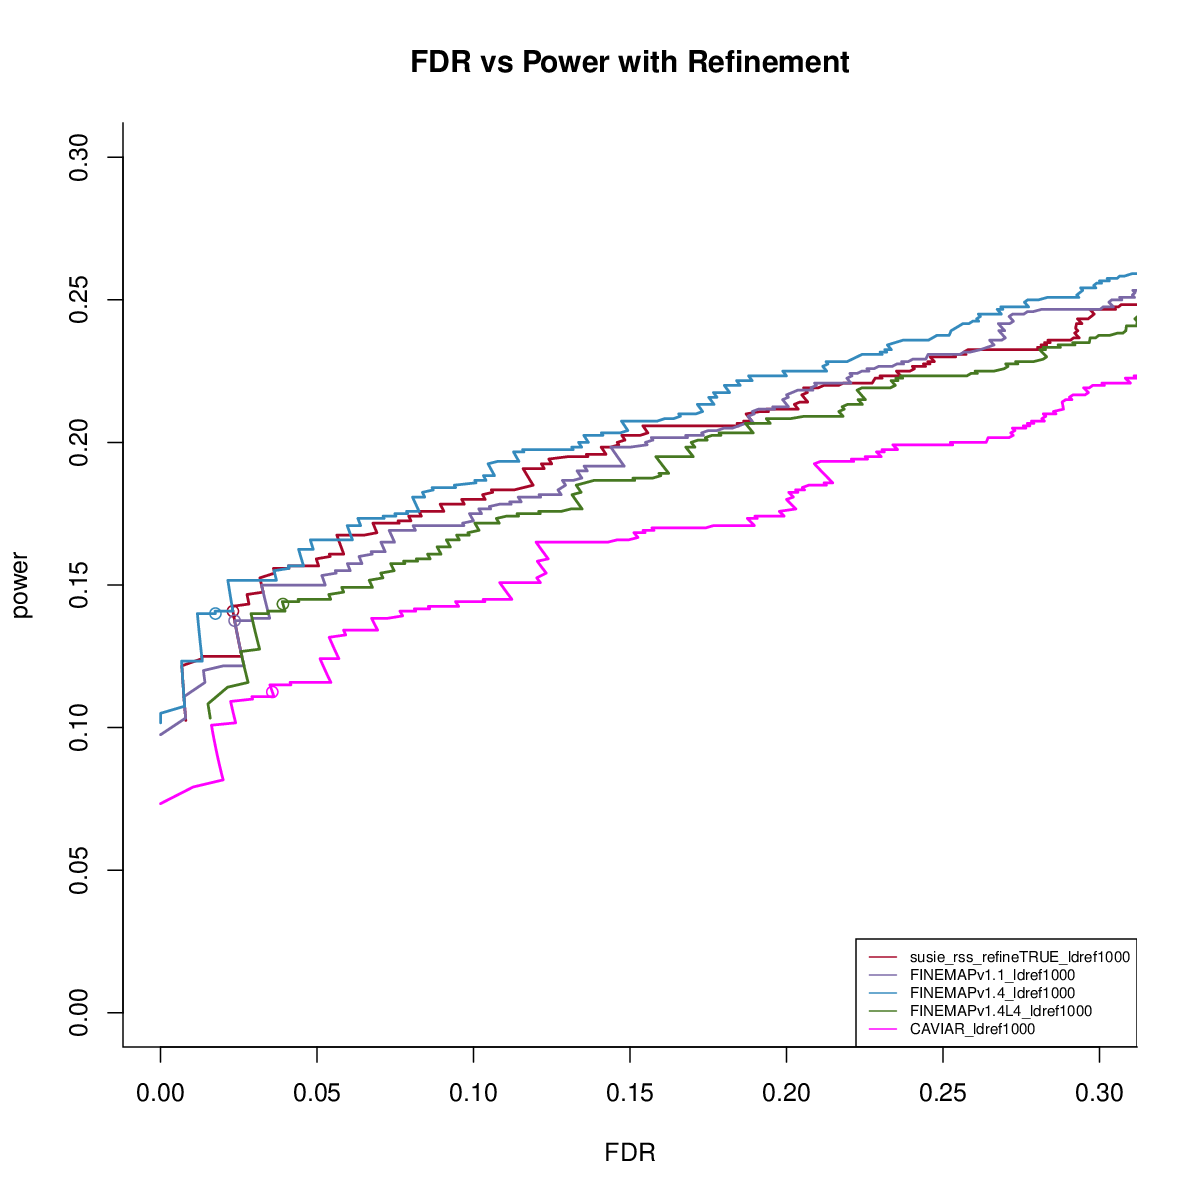 FDR vs Power with Refinement
power
0.30
0.25
0.20
0.15
0.10
0.05
0.00
susie_rss_refineTRUE_ldref1000
FINEMAPv1.1_ldref1000
FINEMAPv1.4_ldref1000
FINEMAPv1.4L4_ldref1000
CAVIAR_ldref1000
0.00 0.05 0.10 0.15 0.20 0.25 0.30
FDR